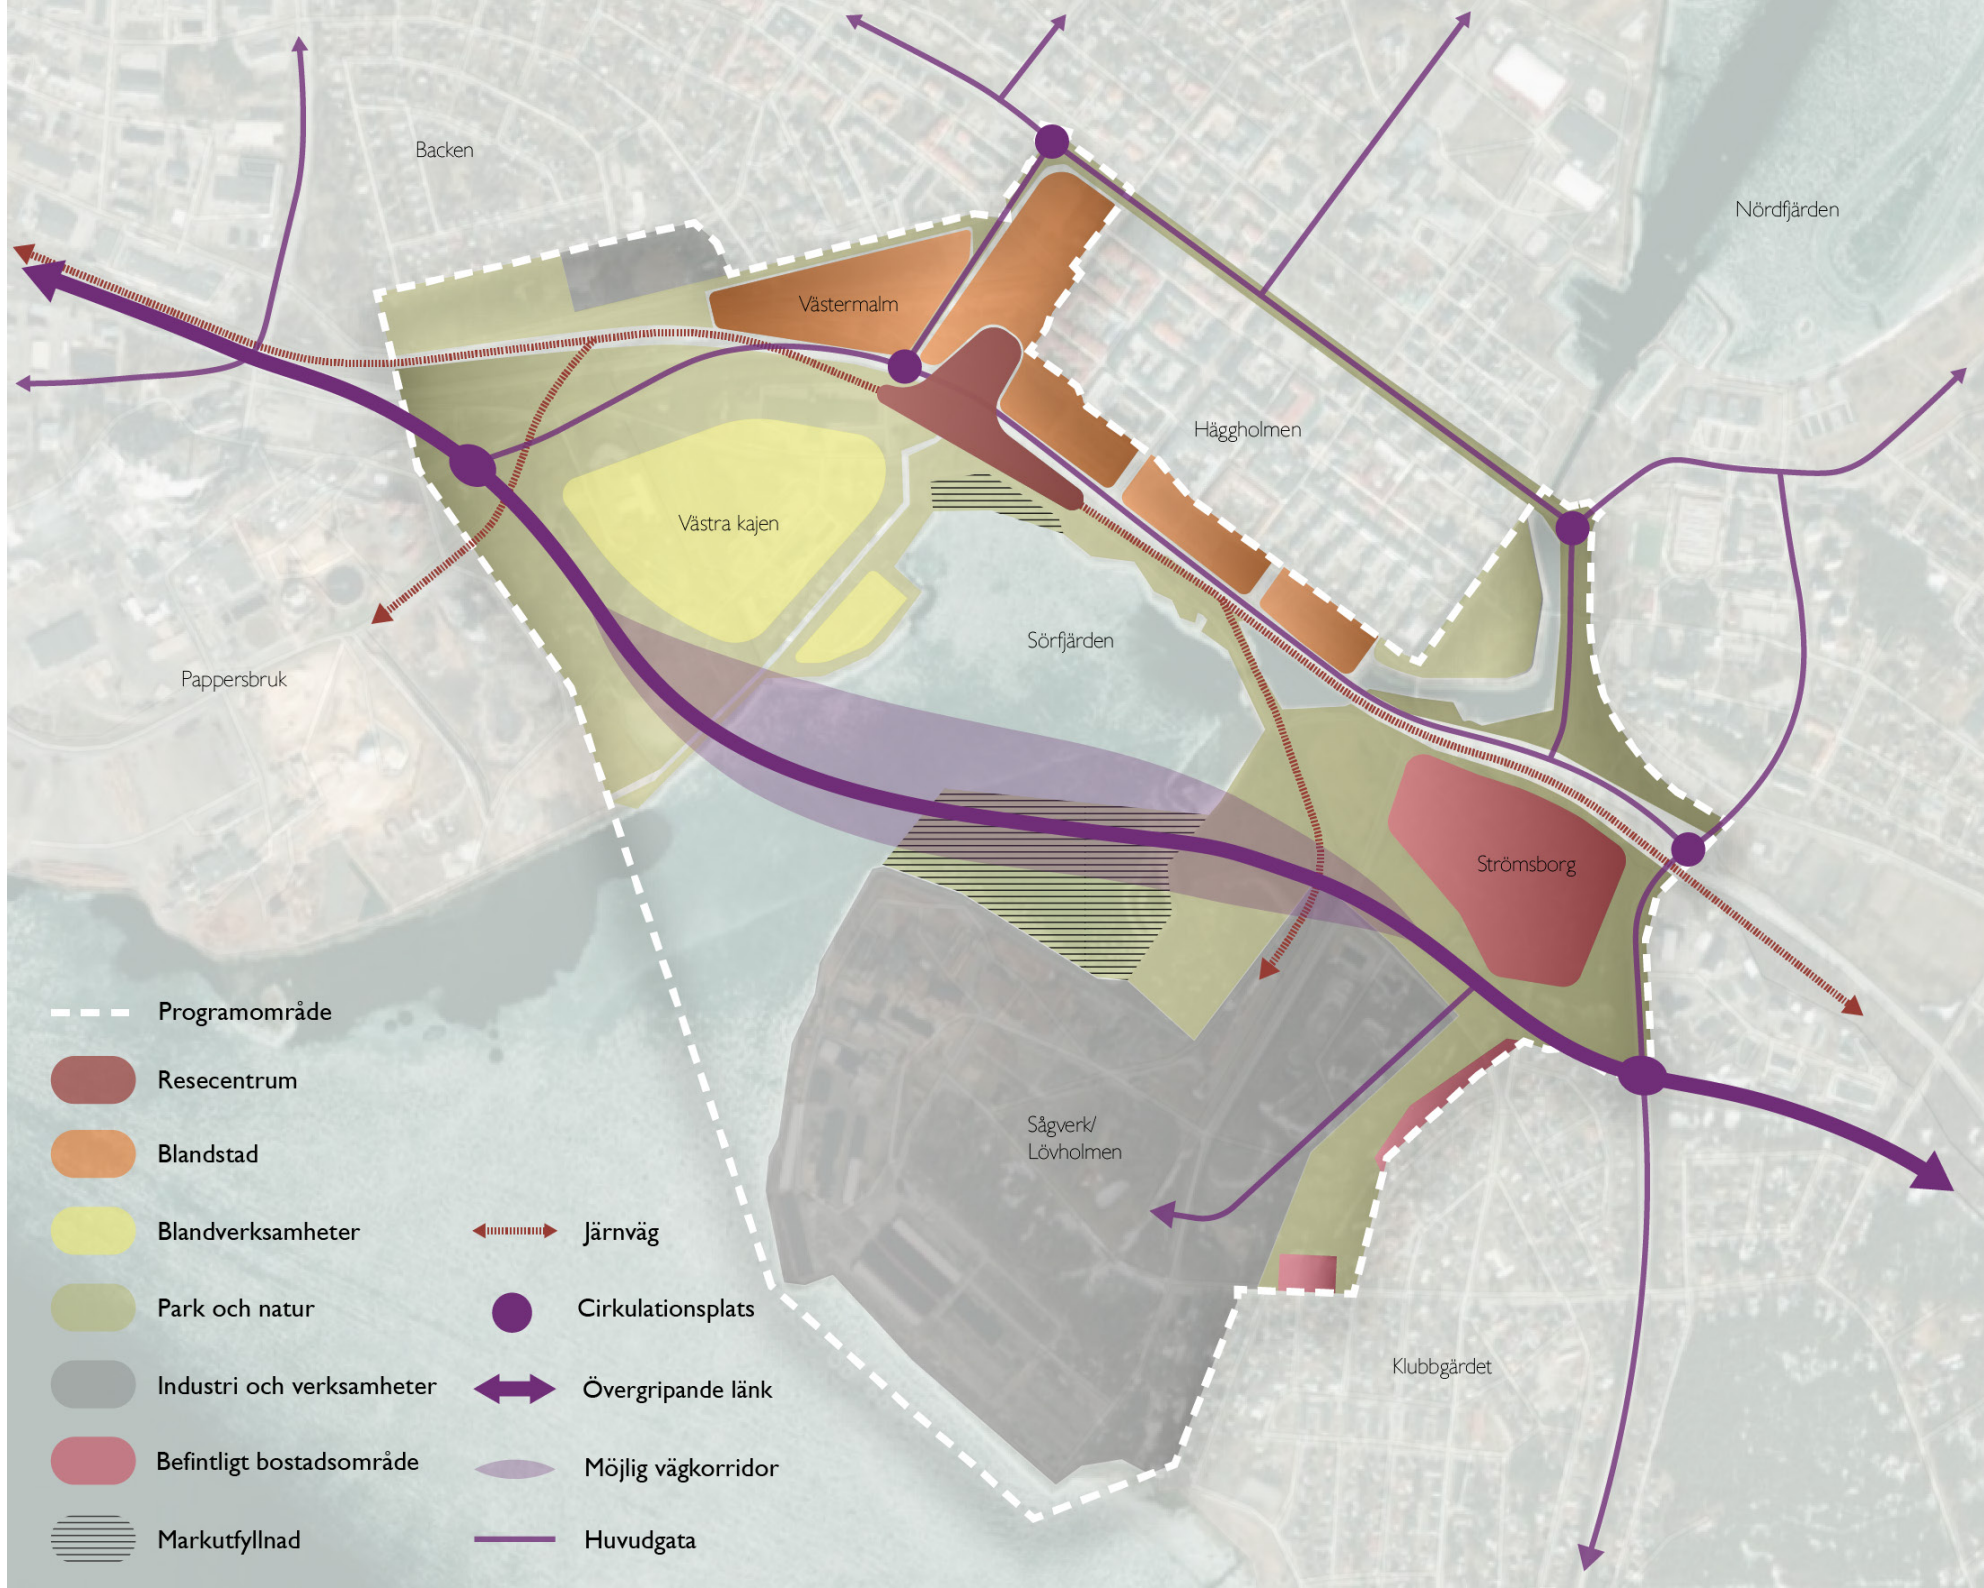 Backen
Nördfjärden
Västermalm
Häggholmen
Västra kajen
Sörfjärden
Pappersbruk
Strömsborg
Sågverk/
Lövholmen
Klubbgärdet
Programområde
Resecentrum
Blandstad
Blandverksamheter
Park och natur
Industri och verksamheter
Befintligt bostadsområde
Markutfyllnad
Järnväg
Cirkulationsplats
Övergripande länk
Möjlig vägkorridor
Huvudgata